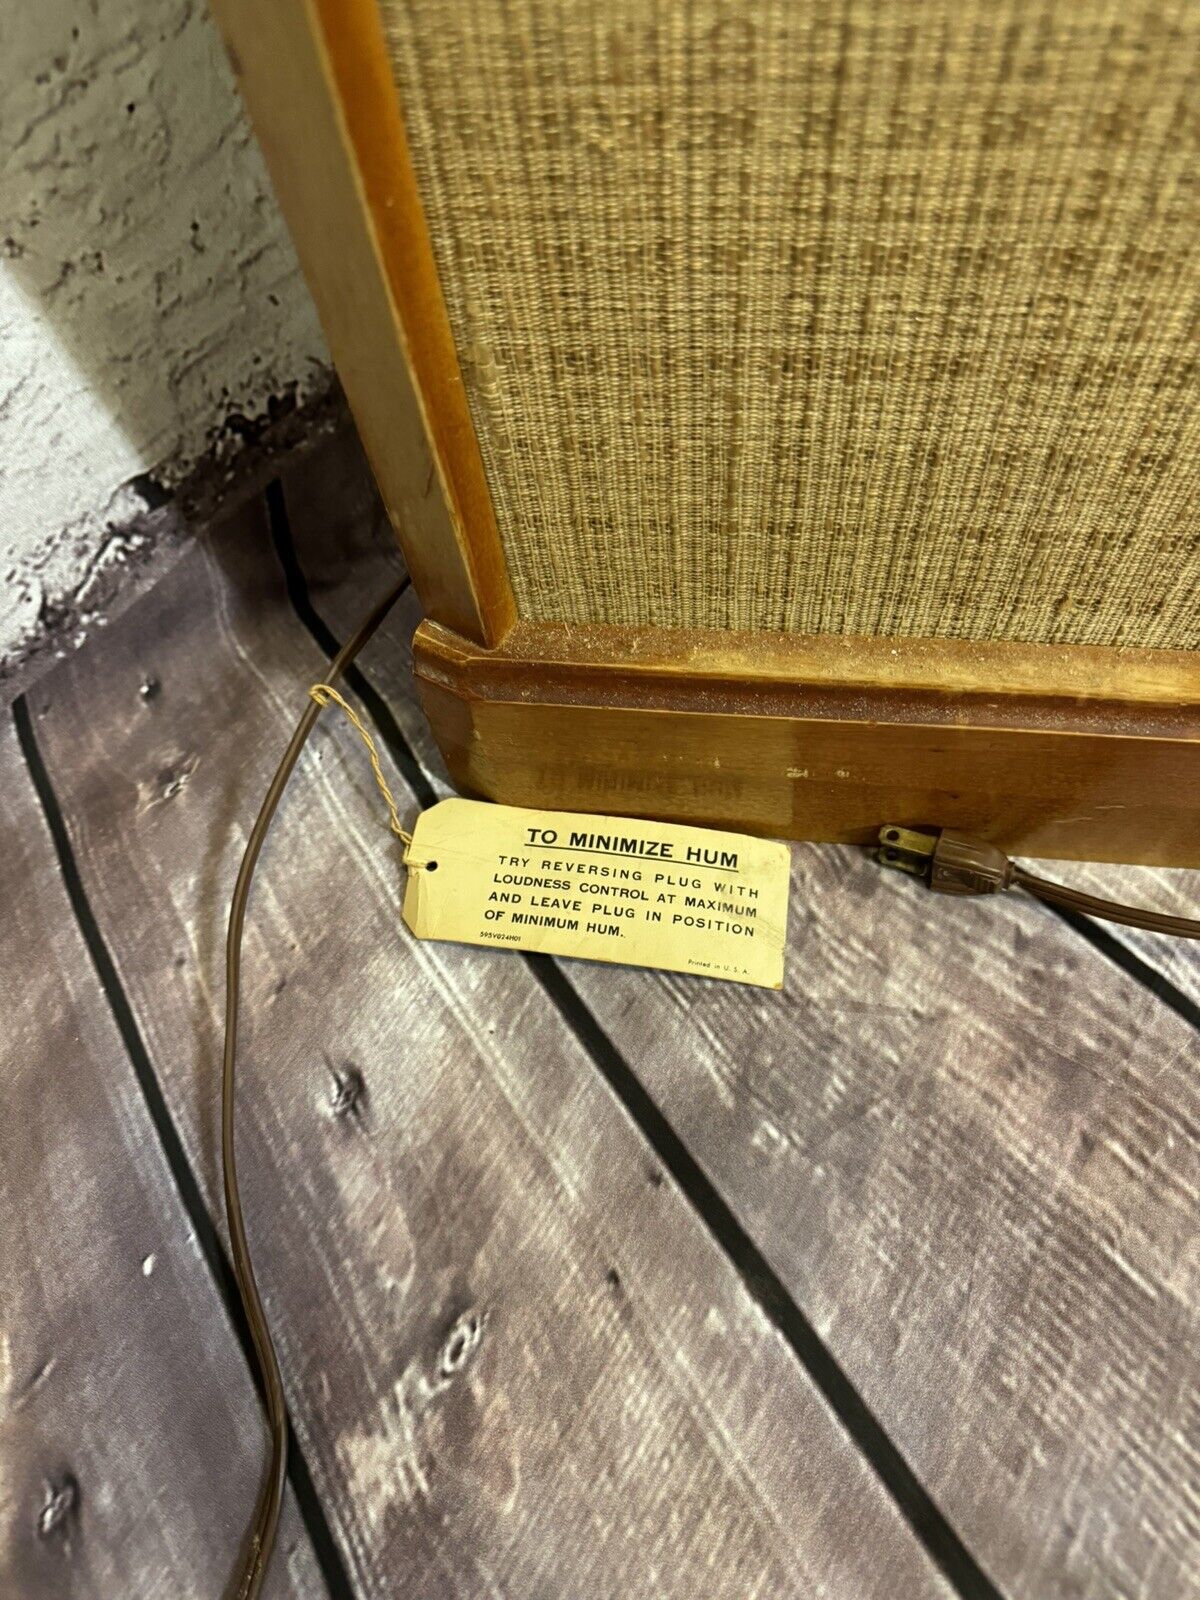 TO MINIMIZE HUM
TRY REVERSING PLUG WITH
LOUDNESS CONTROL AT MAXIMUM
AND LEAVE PLUG IN POSITION
OF MINIMUM HUM.
595V024H01
Printed in U. S. A.